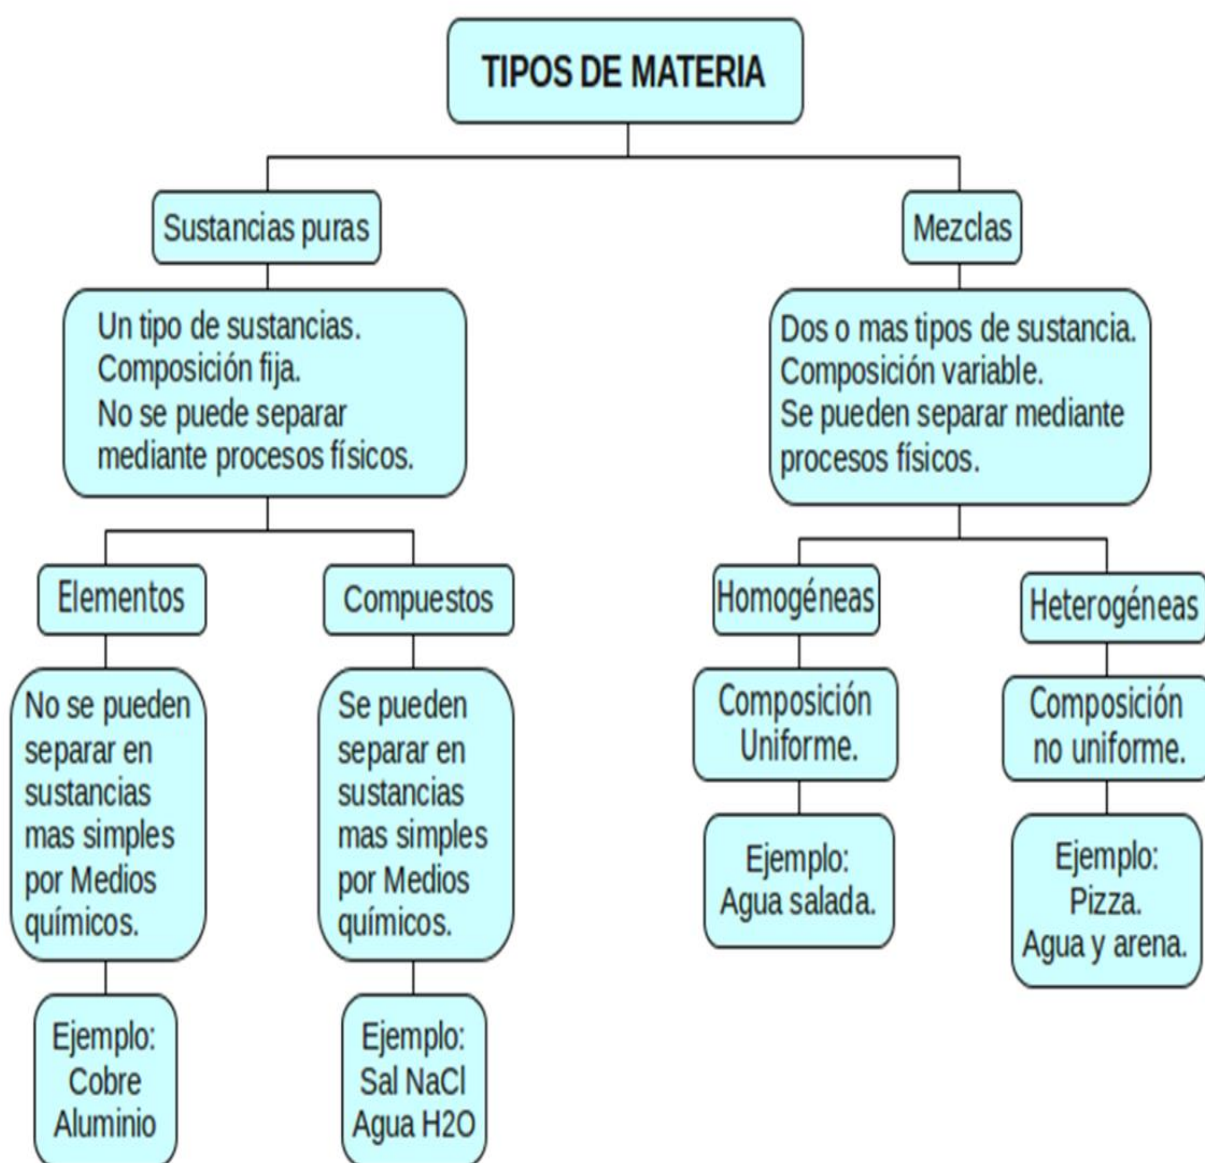 TIPOS DE MATERIA
Sustancias puras
Mezclas
Un tipo de sustancias.
Composición fija.
No se puede separar
mediante procesos físicos.
Dos o mas tipos de sustancia.
Composición variable.
Se pueden separar mediante
procesos físicos.
Elementos
Compuestos
Homogéneas
Heterogéneas
No se pueden
separar en
sustancias
mas simples
por Medios
químicos.
Se pueden
separar en
sustancias
mas simples
por Medios
químicos.
Composición
Uniforme.
Composición
no uniforme.
Ejemplo:
Cobre
Aluminio
Ejemplo:
Sal NaCl
Agua H2O
Ejemplo:
Agua salada.
Ejemplo:
Pizza.
Agua y arena.